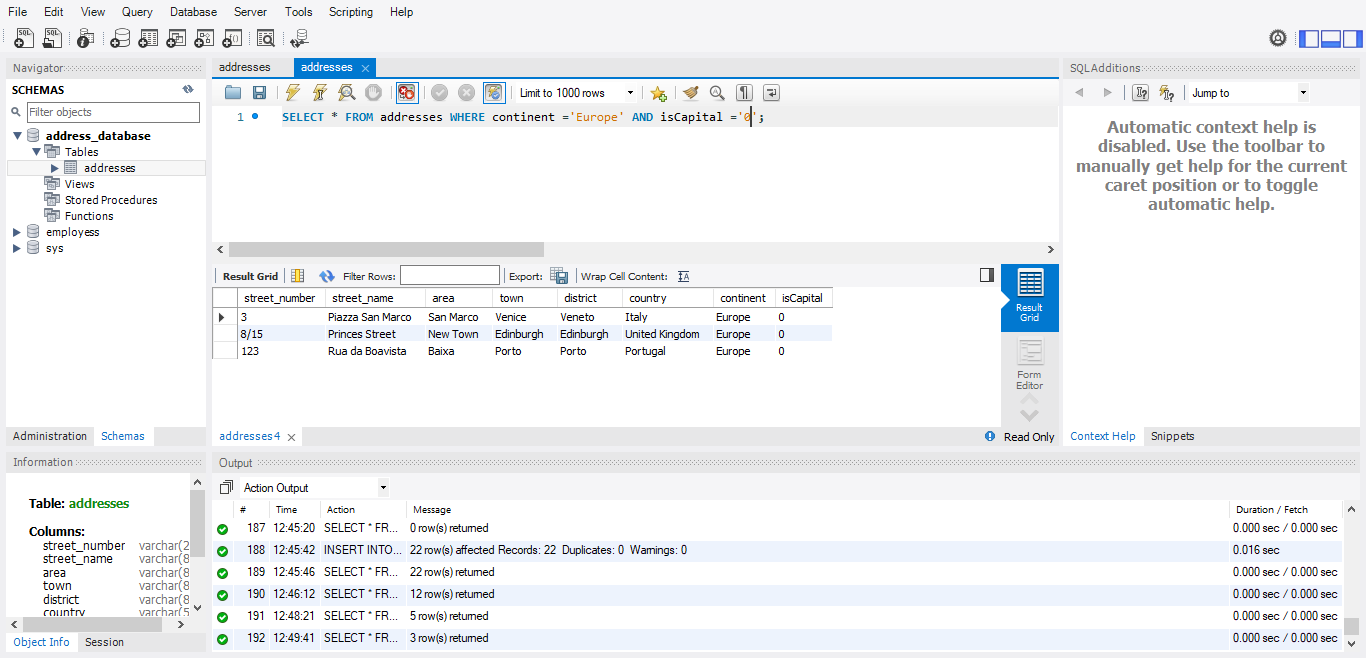 File Edit View Query Database Server Tools Scripting Help
Navigator
SCHEMAS
Filter objects
address_database
Tables
addresses
Views
Stored Procedures
Functions
employess
sys
Administration Schemas
Information
Table: addresses
Columns:
street_number varchar(2
street_name varchar(8
area varchar(8
town varchar(8
district varchar(8
country varchar(5
Object Info Session
addresses addresses
Limit to 1000 rows
1 SELECT * FROM addresses WHERE continent ='Europe' AND isCapital ='0';
Result Grid Filter Rows: Export: Wrap Cell Content:
street_number street_name area town district country continent isCapital
3 Piazza San Marco San Marco Venice Veneto Italy Europe 0
8/15 Princes Street New Town Edinburgh Edinburgh United Kingdom Europe 0
123 Rua da Boavista Baixa Porto Porto Portugal Europe 0
Result
Grid
Form
Editor
addresses4 Read Only
SQLAdditions
Jump to
Automatic context help is
disabled. Use the toolbar to
manually get help for the current
caret position or to toggle
automatic help.
Context Help Snippets
Output
Action Output
# Time Action Message Duration / Fetch
187 12:45:20 SELECT * FR... 0 row(s) returned 0.000 sec / 0.000 sec
188 12:45:42 INSERT INTO... 22 row(s) affected Records: 22 Duplicates: 0 Warnings: 0 0.016 sec
189 12:45:46 SELECT * FR... 22 row(s) returned 0.000 sec / 0.000 sec
190 12:46:12 SELECT * FR... 12 row(s) returned 0.000 sec / 0.000 sec
191 12:48:21 SELECT * FR... 5 row(s) returned 0.000 sec / 0.000 sec
192 12:49:41 SELECT * FR... 3 row(s) returned 0.000 sec / 0.000 sec